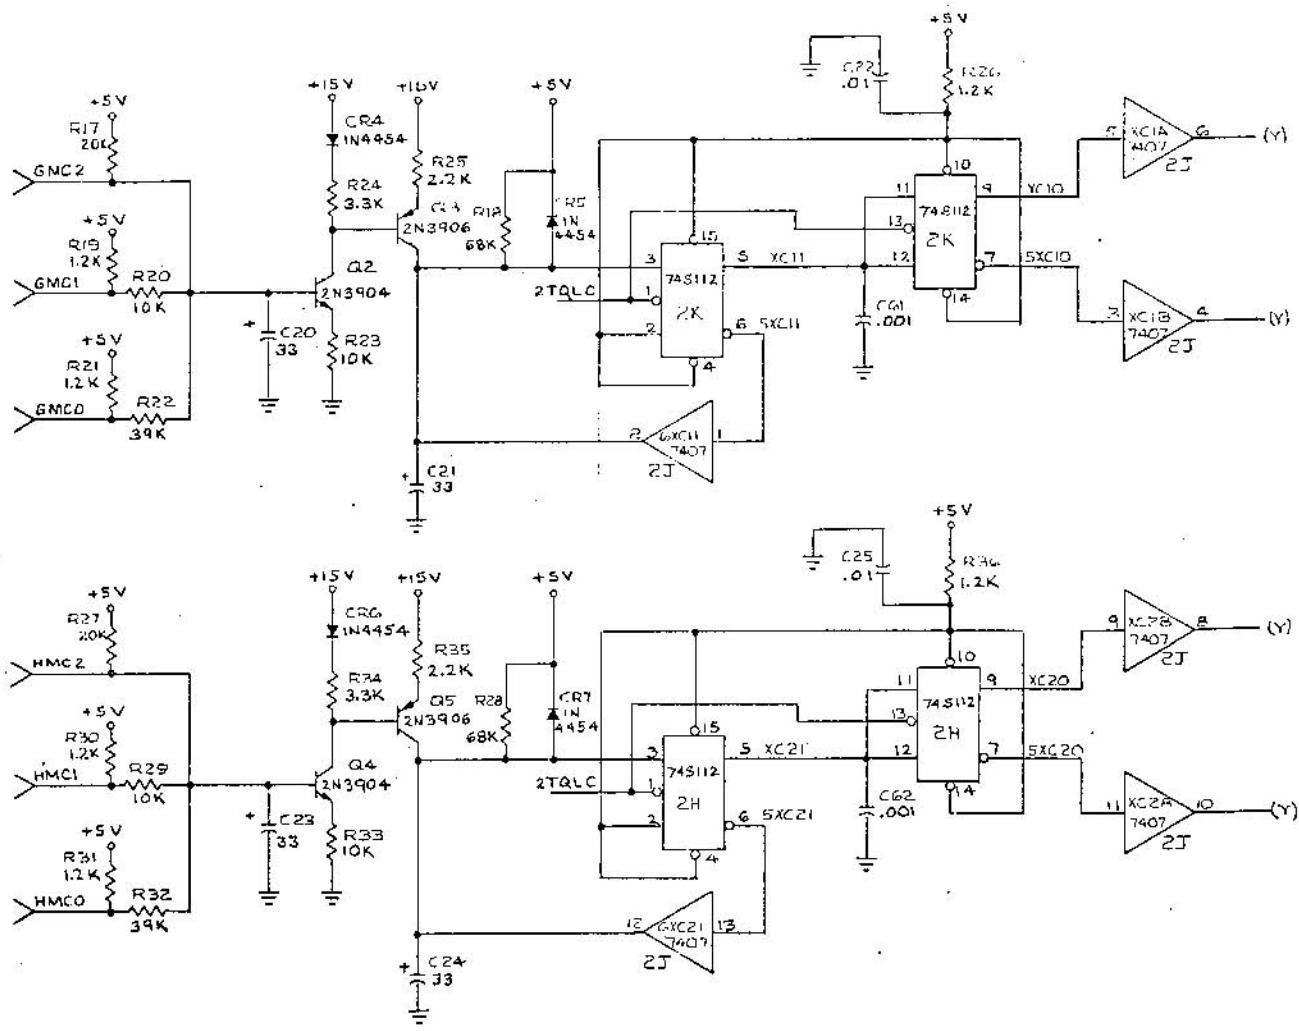 +5V
C22
.01
R26
1.2K
+15V
+15V
+5V
+5V
R17
20K
CR4
1N4454
5
XC1A
7407
6
(Y)
2J
GMC2
R24
3.3K
R25
2.2K
10
+5V
Q3
2N3906
R18
68K
CR5
1N
4454
11
74S112
9
XC10
13
2K
15
R19
1.2K
R20
10K
GMC1
Q2
2N3904
3
74S112
5
XC11
12
7
SXC10
2TQLC
1
14
C61
.001
3
XC1B
7407
4
(Y)
2J
+
C20
33
R23
10K
2K
2
6
SXC11
4
+5V
R21
1.2K
R22
39K
GMC0
2
GXC11
7407
1
2J
+
C21
33
+5V
C25
.01
R36
1.2K
+15V
+15V
+5V
+5V
R27
20K
CR6
1N4454
9
XC2B
7407
8
(Y)
2J
HMC2
R34
3.3K
R35
2.2K
10
+5V
Q5
2N3906
R28
68K
CR7
1N
4454
11
74S112
9
XC20
13
2H
15
R30
1.2K
R29
10K
HMC1
Q4
2N3904
3
74S112
5
XC21
12
7
SXC20
2TQLC
1
14
C62
.001
11
XC2A
7407
10
(Y)
2J
+
C23
33
R33
10K
2H
2
6
SXC21
4
+5V
R31
1.2K
R32
39K
HMC0
12
GXC21
7407
13
2J
+
C24
33